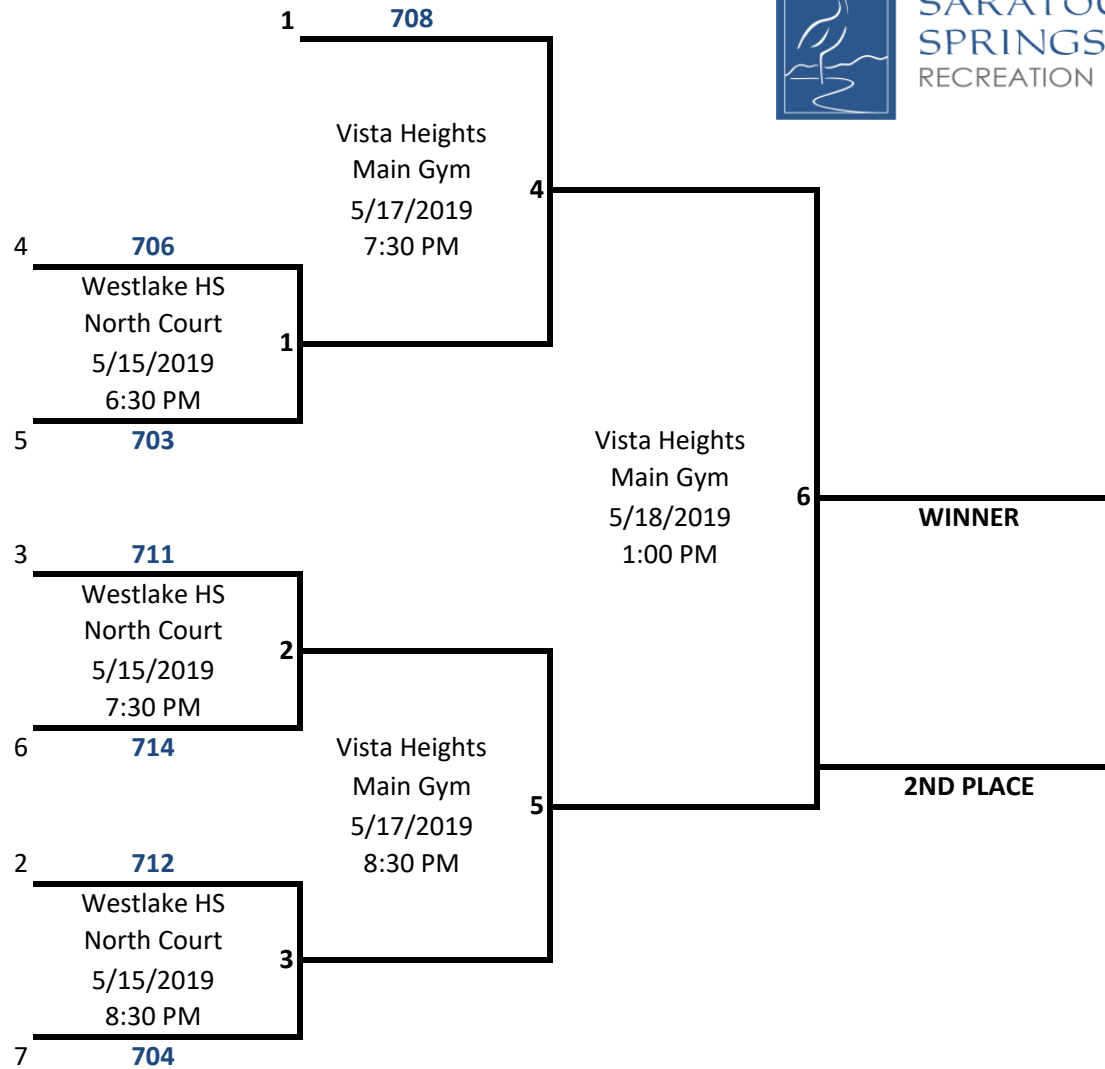 1 708
SPRINGS
RECREATION
Vista Heights
Main Gym
5/17/2019
7:30 PM
4
4 706
Westlake HS
North Court
5/15/2019
6:30 PM
1
5 703
Vista Heights
Main Gym
5/18/2019
1:00 PM
6
WINNER
3 711
Westlake HS
North Court
5/15/2019
7:30 PM
2
6 714
Vista Heights
Main Gym
5/17/2019
8:30 PM
5
2ND PLACE
2 712
Westlake HS
North Court
5/15/2019
8:30 PM
3
7 704